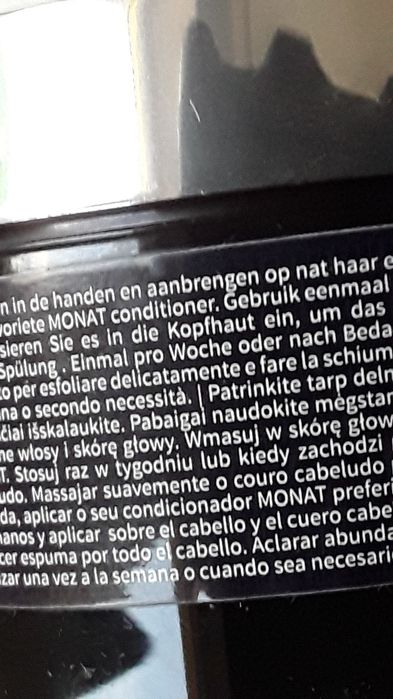 n in de handen en aanbrengen op nat haar e
voriete MONAT conditioner. Gebruik eenmaal
sieren Sie es in die Kopfhaut ein, um das
Spülung. Einmal pro Woche oder nach Beda
to per esfoliare delicatamente e fare la schium
na o secondo necessità. | Patrinkite tarp deln
čiai išskalaukite. Pabaigai naudokite mėgstar
ne włosy i skórę głowy. Wmasuj w skórę głow
T. Stosuj raz w tygodniu lub kiedy zachodzi
udo. Massajar suavemente o couro cabeludo
da, aplicar o seu condicionador MONAT preferi
manos y aplicar sobre el cabello y el cuero cabe
cer espuma por todo el cabello. Aclarar abunda
zar una vez a la semana o cuando sea necesari